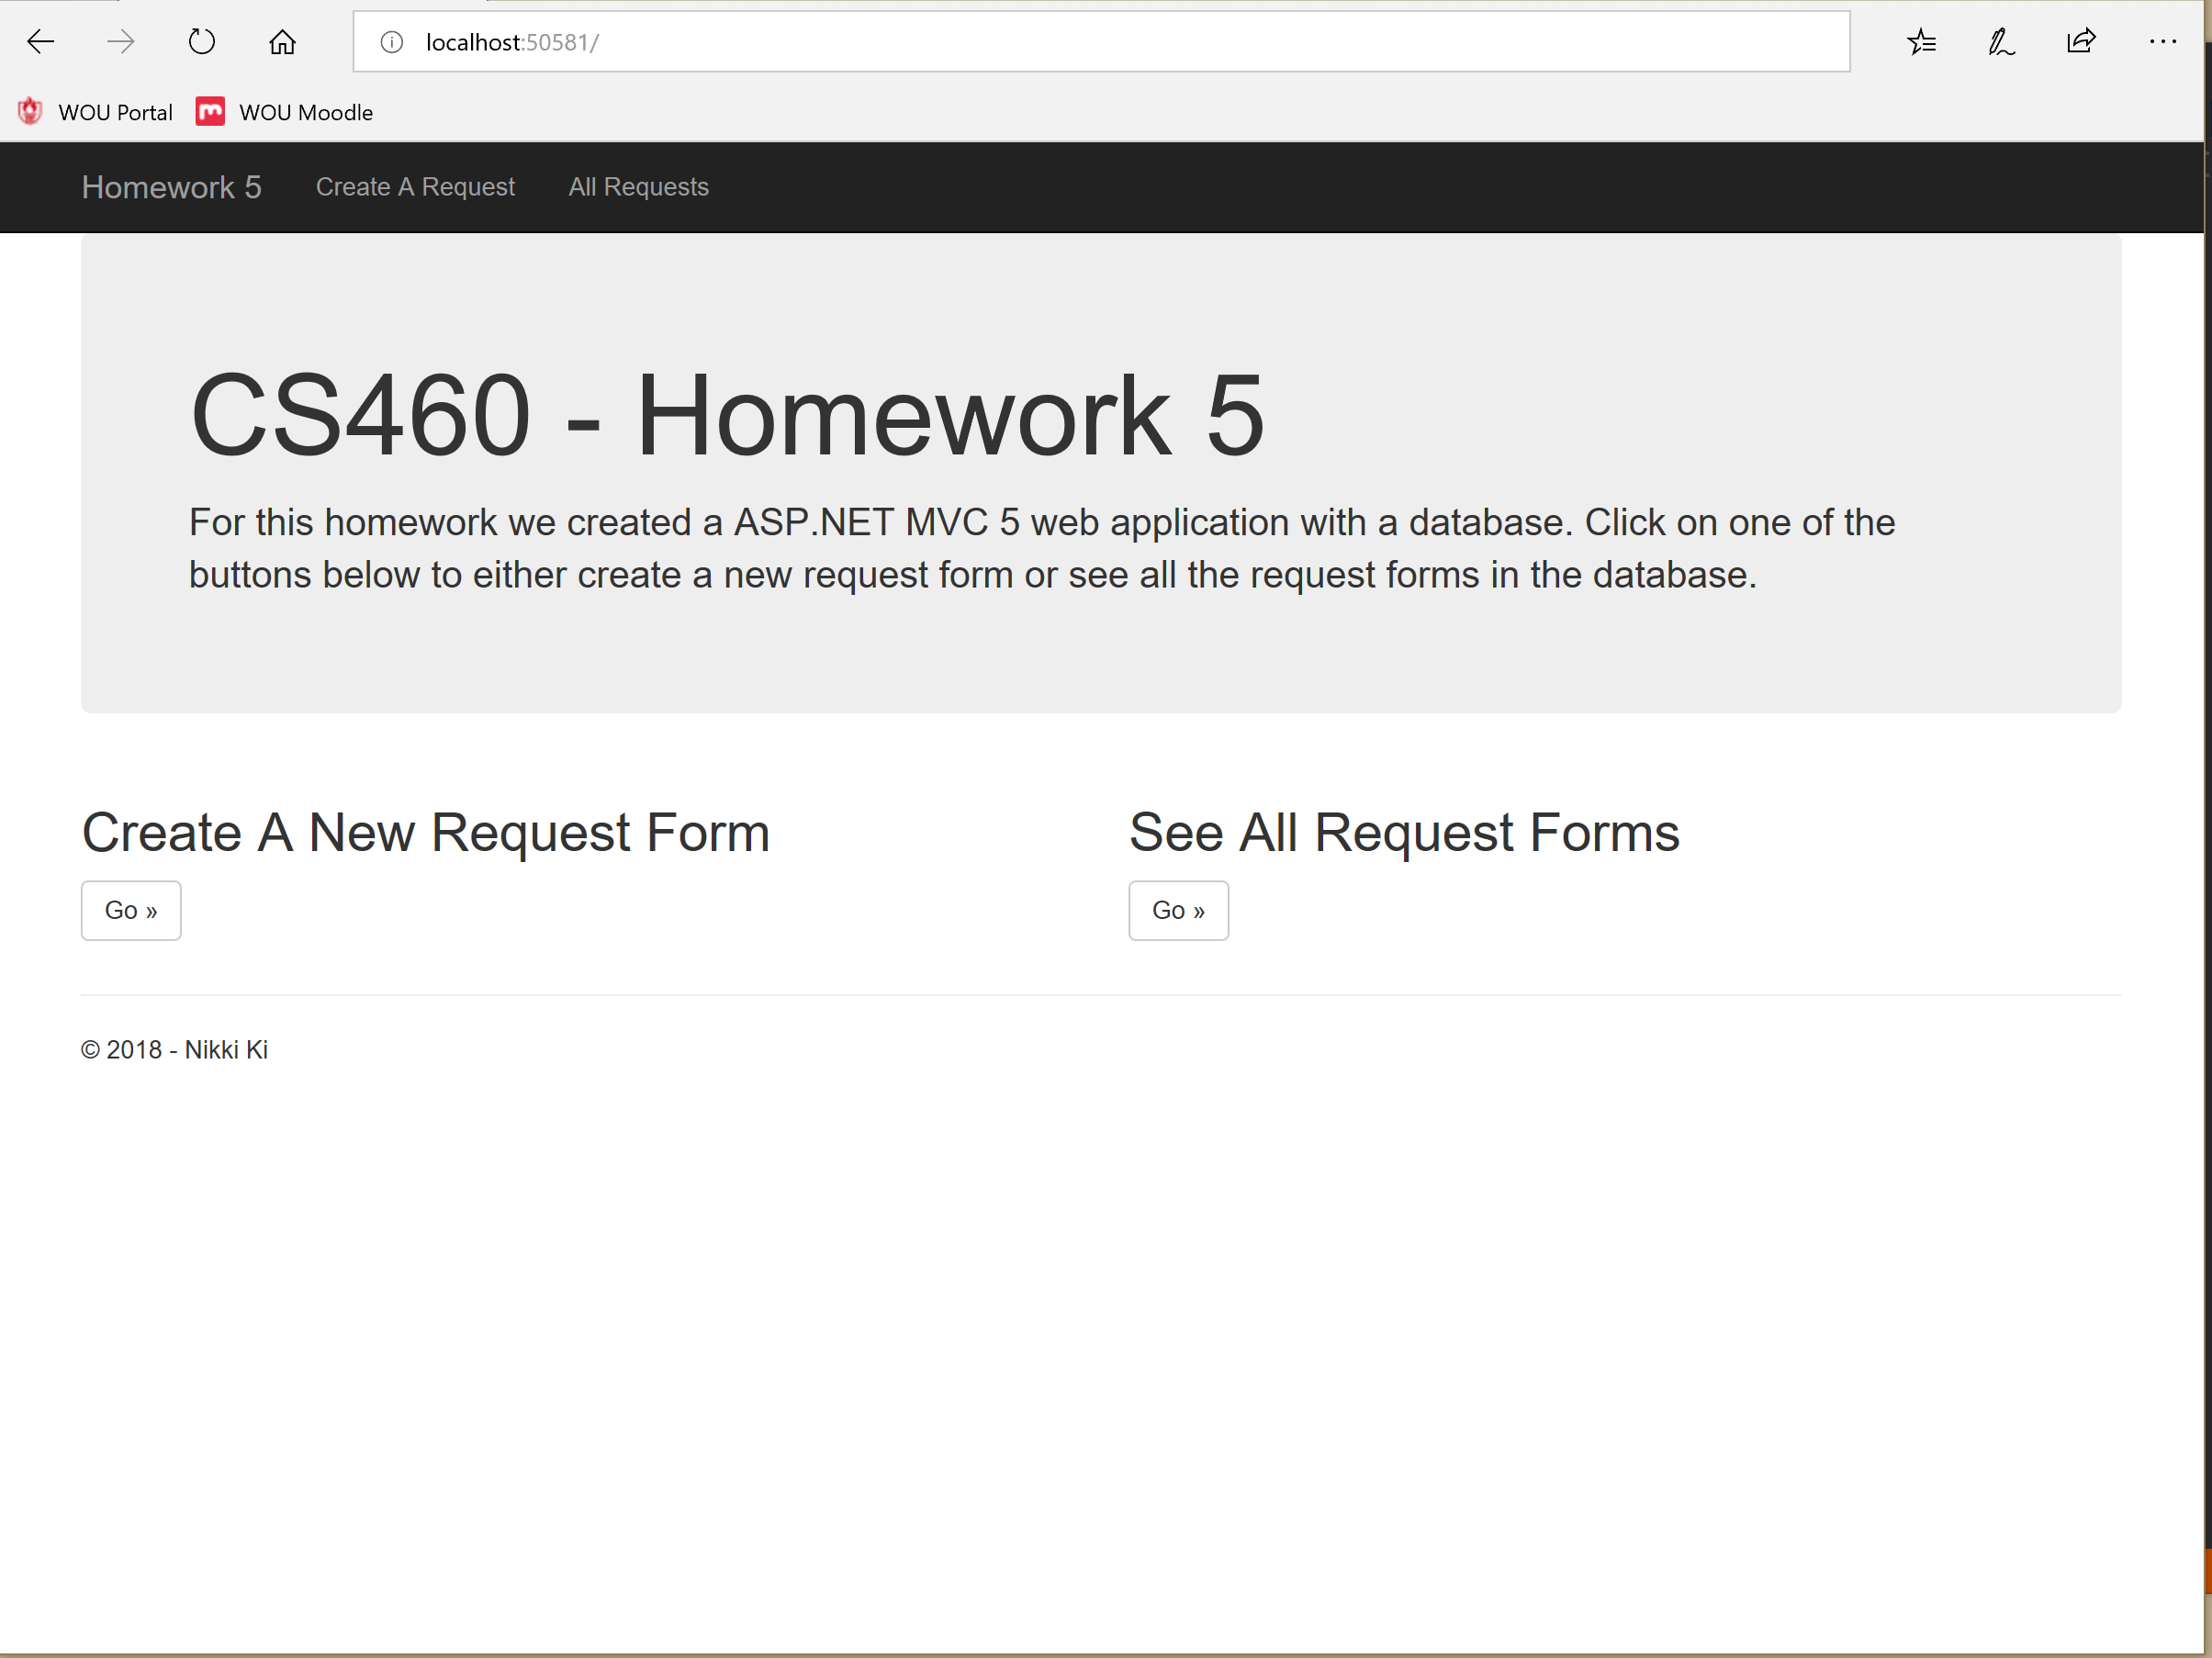 localhost:50581/
WOU Portal WOU Moodle
Homework 5 Create A Request All Requests
CS460 - Homework 5
For this homework we created a ASP.NET MVC 5 web application with a database. Click on one of the
buttons below to either create a new request form or see all the request forms in the database.
Create A New Request Form
Go »
See All Request Forms
Go »
© 2018 - Nikki Ki